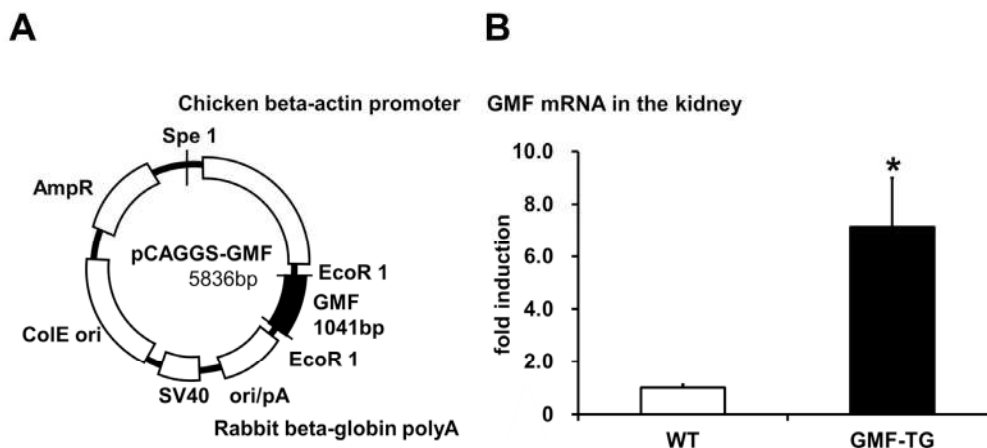 A
Chicken beta-actin promoter
Spe 1
AmpR
pCAGGS-GMF
5836bp
EcoR 1
GMF
1041bp
EcoR 1
ColE ori
SV40
ori/pA
Rabbit beta-globin polyA
B
GMF mRNA in the kidney
fold induction
10.0
8.0
6.0
4.0
2.0
0
*
WT
GMF-TG